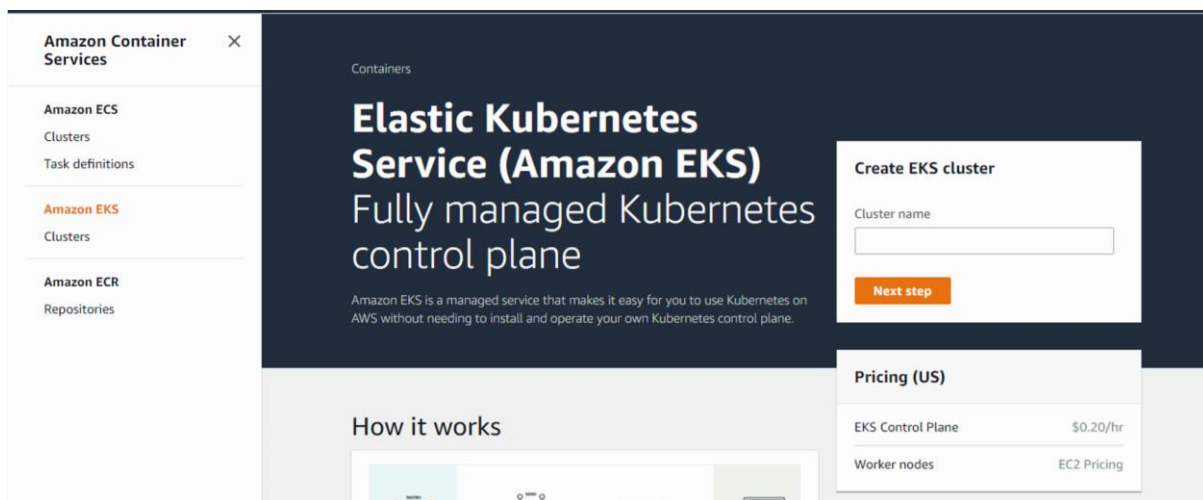 Amazon Container
Services
Amazon ECS
Clusters
Task definitions
Amazon EKS
Clusters
Amazon ECR
Repositories
Containers
Elastic Kubernetes
Service (Amazon EKS)
Fully managed Kubernetes
control plane
Amazon EKS is a managed service that makes it easy for you to use Kubernetes on
AWS without needing to install and operate your own Kubernetes control plane.
Create EKS cluster
Cluster name
Next step
Pricing (US)
EKS Control Plane $0.20/hr
Worker nodes EC2 Pricing
How it works